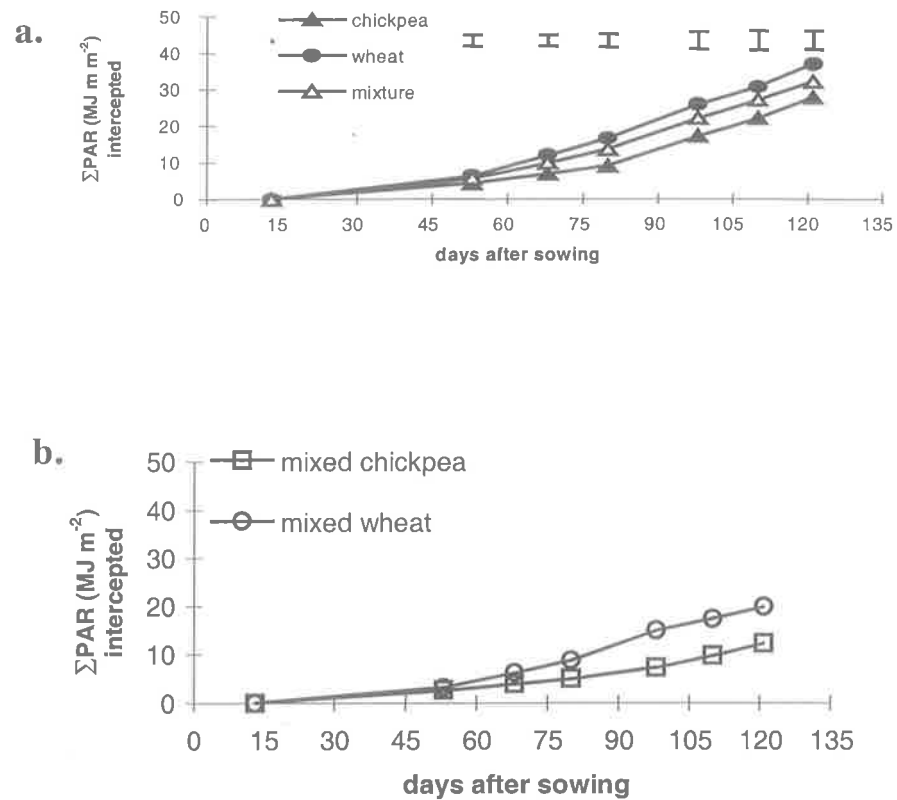 a.
50
40
30
20
10
0
ΣPAR (MJ m m⁻²)
intercepted
chickpea
wheat
mixture
0 15 30 45 60 75 90 105 120 135
days after sowing
b.
50
40
30
20
10
0
ΣPAR (MJ m⁻²)
intercepted
mixed chickpea
mixed wheat
0 15 30 45 60 75 90 105 120 135
days after sowing